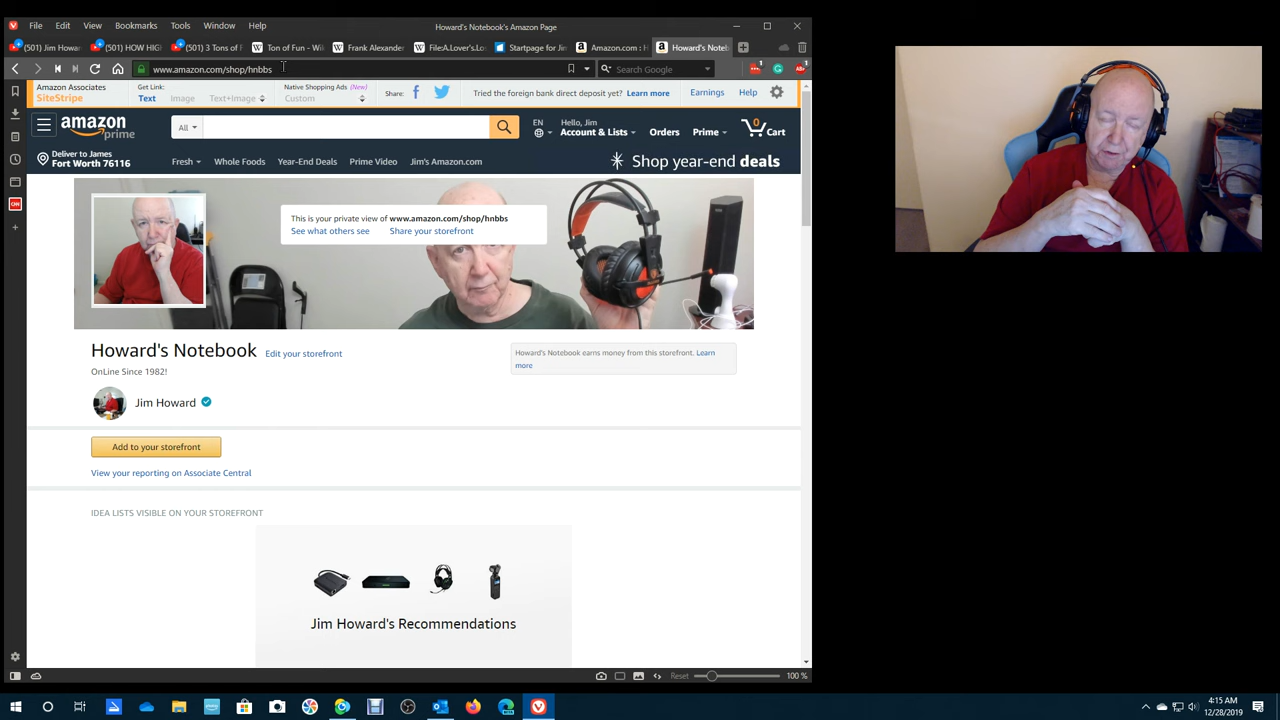 File Edit View Bookmarks Tools Window Help
Howard's Notebook's Amazon Page
(501) Jim Howar
(501) HOW HIGH
(501) 3 Tons of F
Ton of Fun - Wiki
Frank Alexander
File:A.Lover's.Los
Startpage for Jim
Amazon.com : H
Howard's Noteb
www.amazon.com/shop/hnbbs
Search Google
Amazon Associates
SiteStripe
Get Link:
Text Image Text+Image
Native Shopping Ads (New)
Custom
Share:
Tried the foreign bank direct deposit yet? Learn more
Earnings Help
amazon
prime
All
EN
Hello, Jim
Account & Lists
Orders
Prime
0
Cart
Deliver to James
Fort Worth 76116
Fresh Whole Foods Year-End Deals Prime Video Jim's Amazon.com
Shop year-end deals
This is your private view of www.amazon.com/shop/hnbbs
See what others see Share your storefront
Howard's Notebook Edit your storefront
OnLine Since 1982!
Howard's Notebook earns money from this storefront. Learn
more
Jim Howard
Add to your storefront
View your reporting on Associate Central
IDEA LISTS VISIBLE ON YOUR STOREFRONT
Jim Howard's Recommendations
Reset 100 %
4:15 AM
12/28/2019